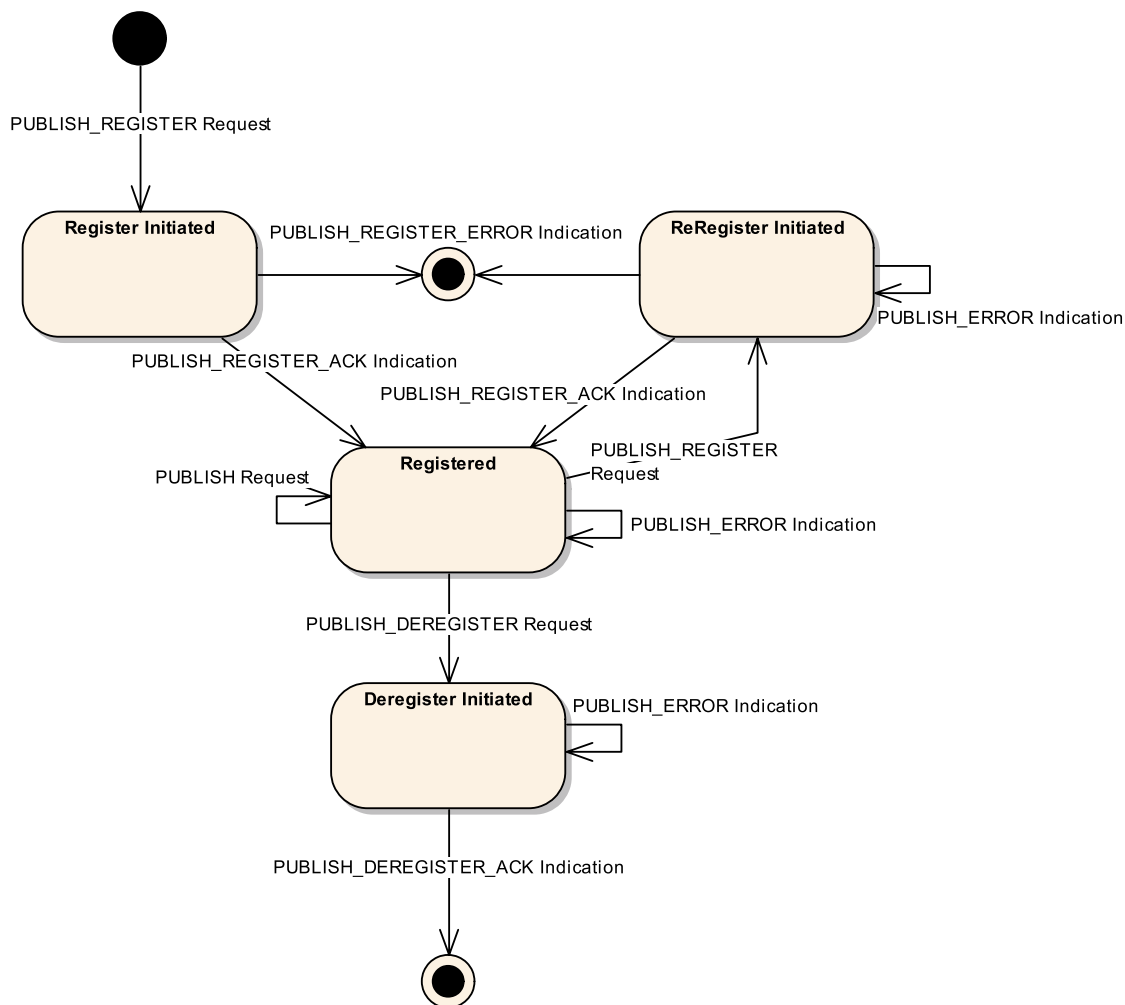 PUBLISH_REGISTER Request
Register Initiated
ReRegister Initiated
PUBLISH_REGISTER_ERROR Indication
PUBLISH_ERROR Indication
PUBLISH_REGISTER_ACK Indication
PUBLISH_REGISTER_ACK Indication
PUBLISH_REGISTER
Request
Registered
PUBLISH Request
PUBLISH_ERROR Indication
PUBLISH_DEREGISTER Request
Deregister Initiated
PUBLISH_ERROR Indication
PUBLISH_DEREGISTER_ACK Indication